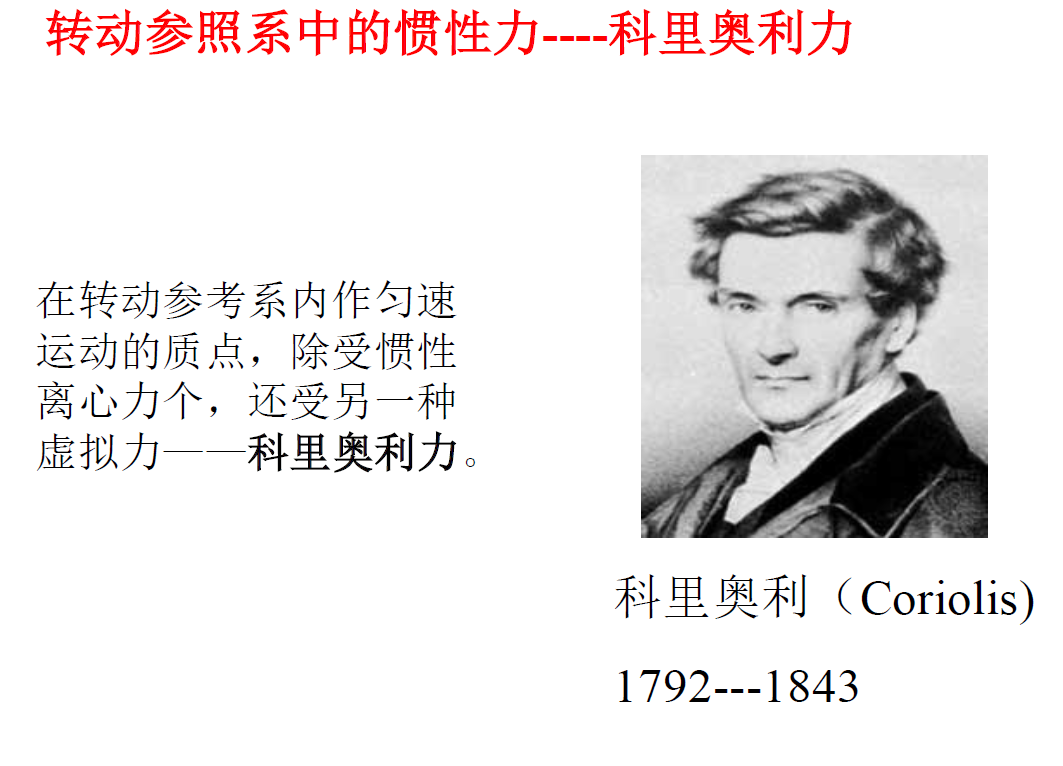 转动参照系中的惯性力----科里奥利力
在转动参考系内作匀速
运动的质点，除受惯性
离心力个，还受另一种
虚拟力——科里奥利力。
科里奥利（Coriolis)
1792---1843